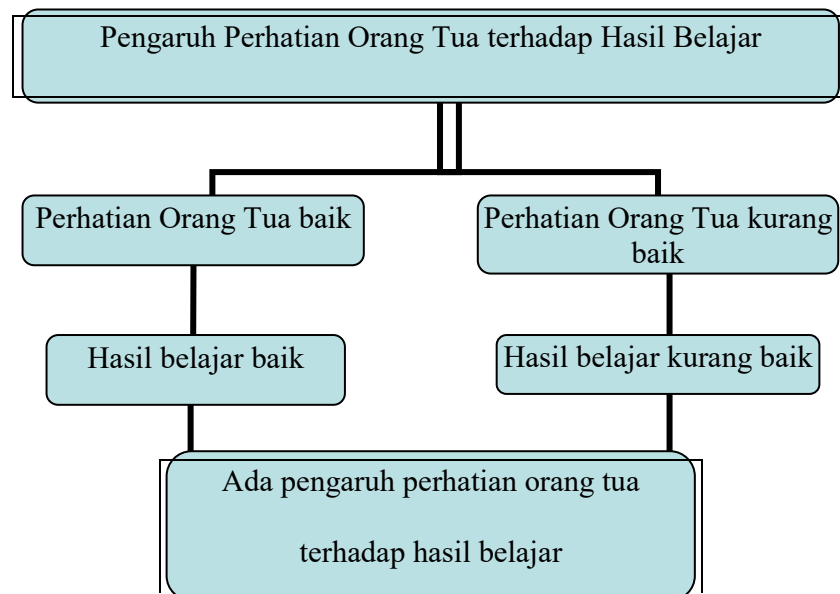 Pengaruh Perhatian Orang Tua terhadap Hasil Belajar
Perhatian Orang Tua baik
Perhatian Orang Tua kurang
baik
Hasil belajar baik
Hasil belajar kurang baik
Ada pengaruh perhatian orang tua
terhadap hasil belajar